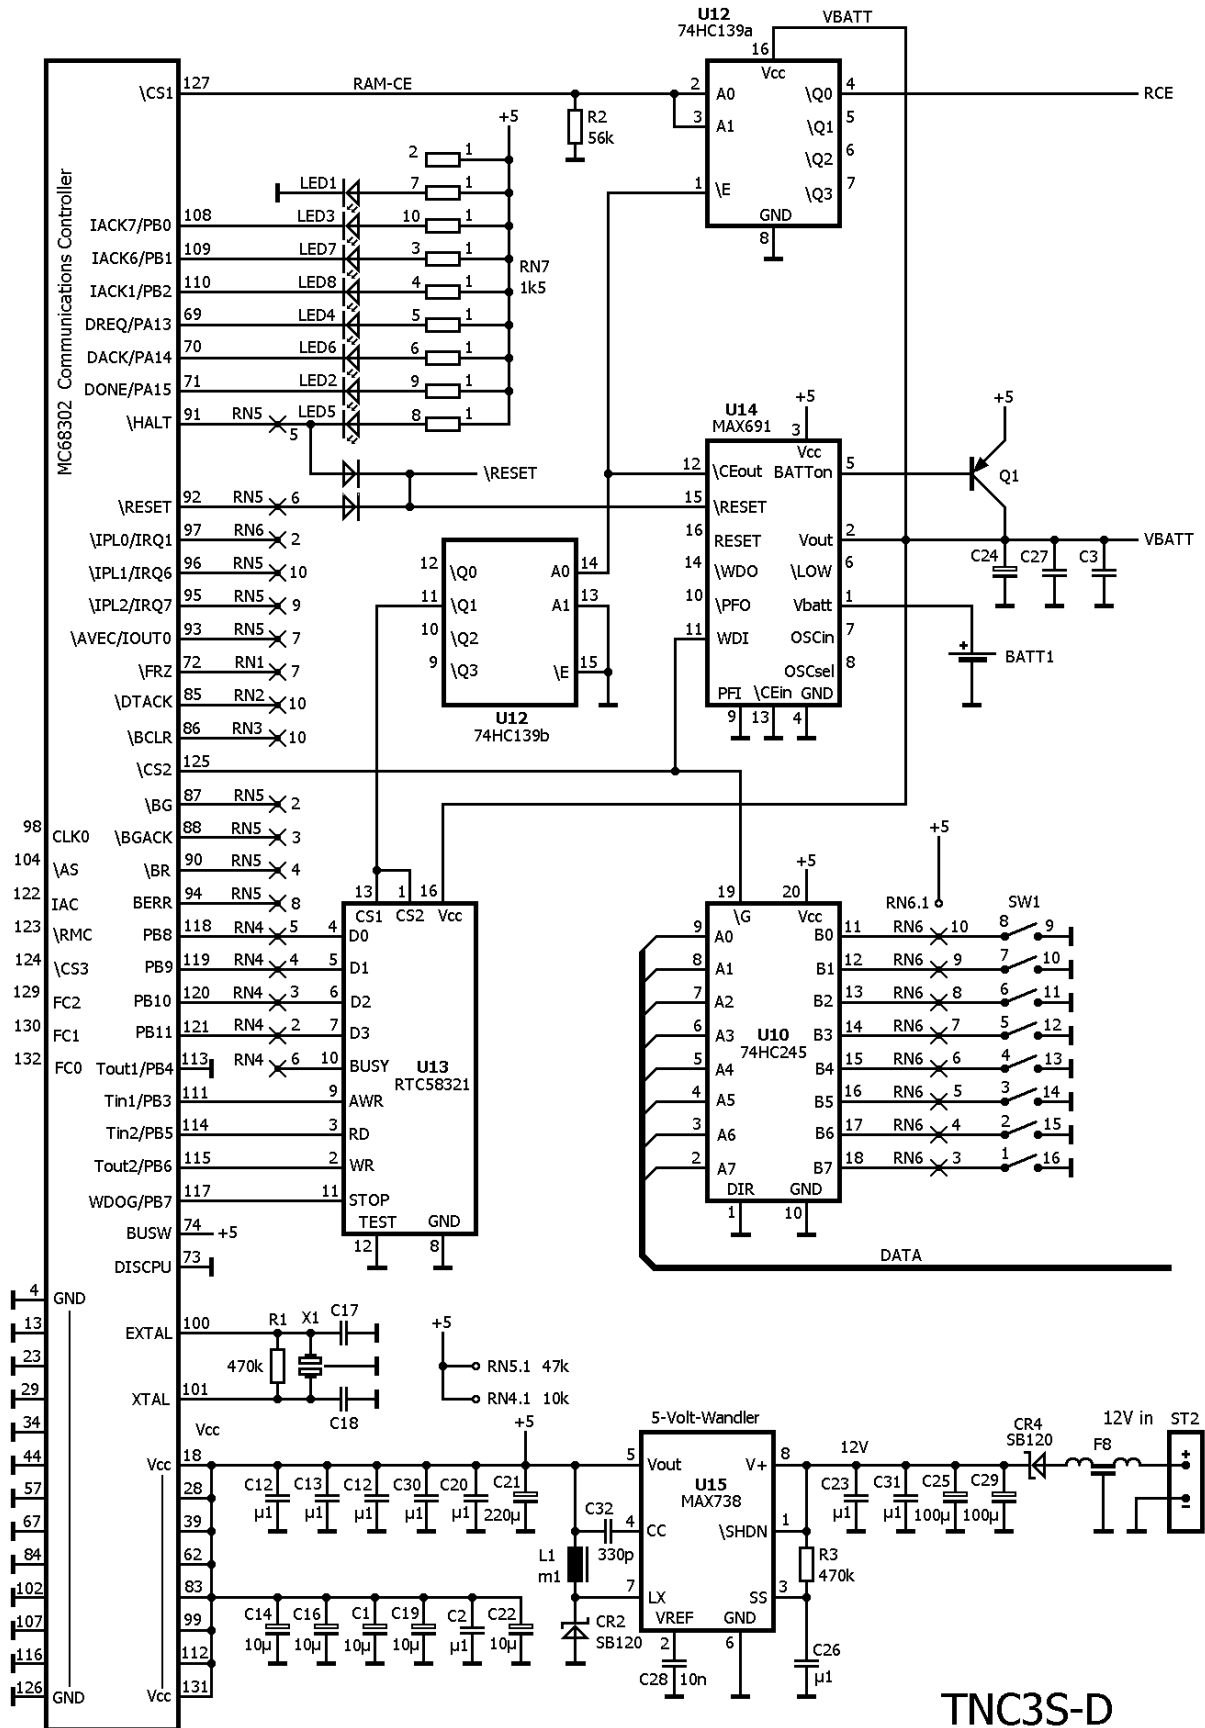 U12
74HC139a
VBATT
16
Vcc
\CS1 127 RAM-CE 2 A0 \Q0 4 RCE
R2
56k
3 A1 \Q1 5
\Q2 6
1 \E \Q3 7
GND
8
+5
2 1
LED1 7 1
IACK7/PB0 108 LED3 10 1
IACK6/PB1 109 LED7 3 1
RN7
1k5
IACK1/PB2 110 LED8 4 1
DREQ/PA13 69 LED4 5 1
DACK/PA14 70 LED6 6 1
DONE/PA15 71 LED2 9 1
\HALT 91 RN5 5 LED5 8 1
MC68302 Communications Controller
\RESET
\RESET 92 RN5 6
\IPL0/IRQ1 97 RN6 2
\IPL1/IRQ6 96 RN5 10
\IPL2/IRQ7 95 RN5 9
\AVEC/IOUT0 93 RN5 7
\FRZ 72 RN1 7
\DTACK 85 RN2 10
\BCLR 86 RN3 10
\CS2 125
\BG 87 RN5 2
\BGACK 88 RN5 3
\BR 90 RN5 4
BERR 94 RN5 8
98 CLK0
104 \AS
122 IAC
123 \RMC
124 \CS3
129 FC2
130 FC1
132 FC0
U14
MAX691
+5
3
Vcc
12 \CEout BATTon 5
+5
Q1
15 \RESET
16 RESET Vout 2 VBATT
14 \WDO \LOW 6
10 \PFO Vbatt 1
11 WDI OSCin 7
OSCsel 8
PFI \CEin GND
9 13 4
C24 C27 C3
+
BATT1
12 \Q0 A0 14
11 \Q1 A1 13
10 \Q2
9 \Q3 \E 15
U12
74HC139b
13 1 16
CS1 CS2 Vcc
PB8 118 RN4 5 4 D0
PB9 119 RN4 4 5 D1
PB10 120 RN4 3 6 D2
PB11 121 RN4 2 7 D3
Tout1/PB4 113 RN4 6 10 BUSY
U13
RTC58321
Tin1/PB3 111 9 AWR
Tin2/PB5 114 3 RD
Tout2/PB6 115 2 WR
WDOG/PB7 117 11 STOP
TEST GND
12 8
BUSW 74 +5
DISCPU 73
+5
19 20
\G Vcc
+5
RN6.1
SW1
9 A0 B0 11 RN6 10 8 9
8 A1 B1 12 RN6 9 7 10
7 A2 B2 13 RN6 8 6 11
6 A3 B3 14 RN6 7 5 12
U10
74HC245
5 A4 B4 15 RN6 6 4 13
4 A5 B5 16 RN6 5 3 14
3 A6 B6 17 RN6 4 2 15
2 A7 B7 18 RN6 3 1 16
DIR GND
1 10
DATA
4 GND
13
23
29
34
44
57
67
84
102
107
116
126 GND
EXTAL 100
R1 X1 C17
470k
XTAL 101
C18
+5
RN5.1 47k
RN4.1 10k
Vcc
Vcc 18
28
39
62
83
99
112
Vcc 131
+5
C12 C13 C12 C30 C20 C21
µ1 µ1 µ1 µ1 µ1 220µ
C14 C16 C1 C19 C2 C22
10µ 10µ 10µ 10µ µ1 10µ
C32
330p
L1
m1
CR2
SB120
5-Volt-Wandler
5 Vout V+ 8
U15
MAX738
4 CC \SHDN 1
7 LX SS 3
VREF GND
2 6
C28 10n
R3
470k
C26
µ1
12V
C23 C31 C25 C29
µ1 µ1 100µ 100µ
CR4
SB120
F8
12V in
ST2
+
-
TNC3S-D